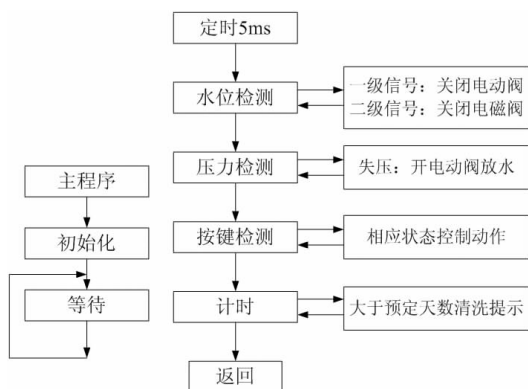 定时5ms
水位检测
一级信号：关闭电动阀
二级信号：关闭电磁阀
压力检测
失压：开电动阀放水
主程序
初始化
按键检测
相应状态控制动作
等待
计时
大于预定天数清洗提示
返回